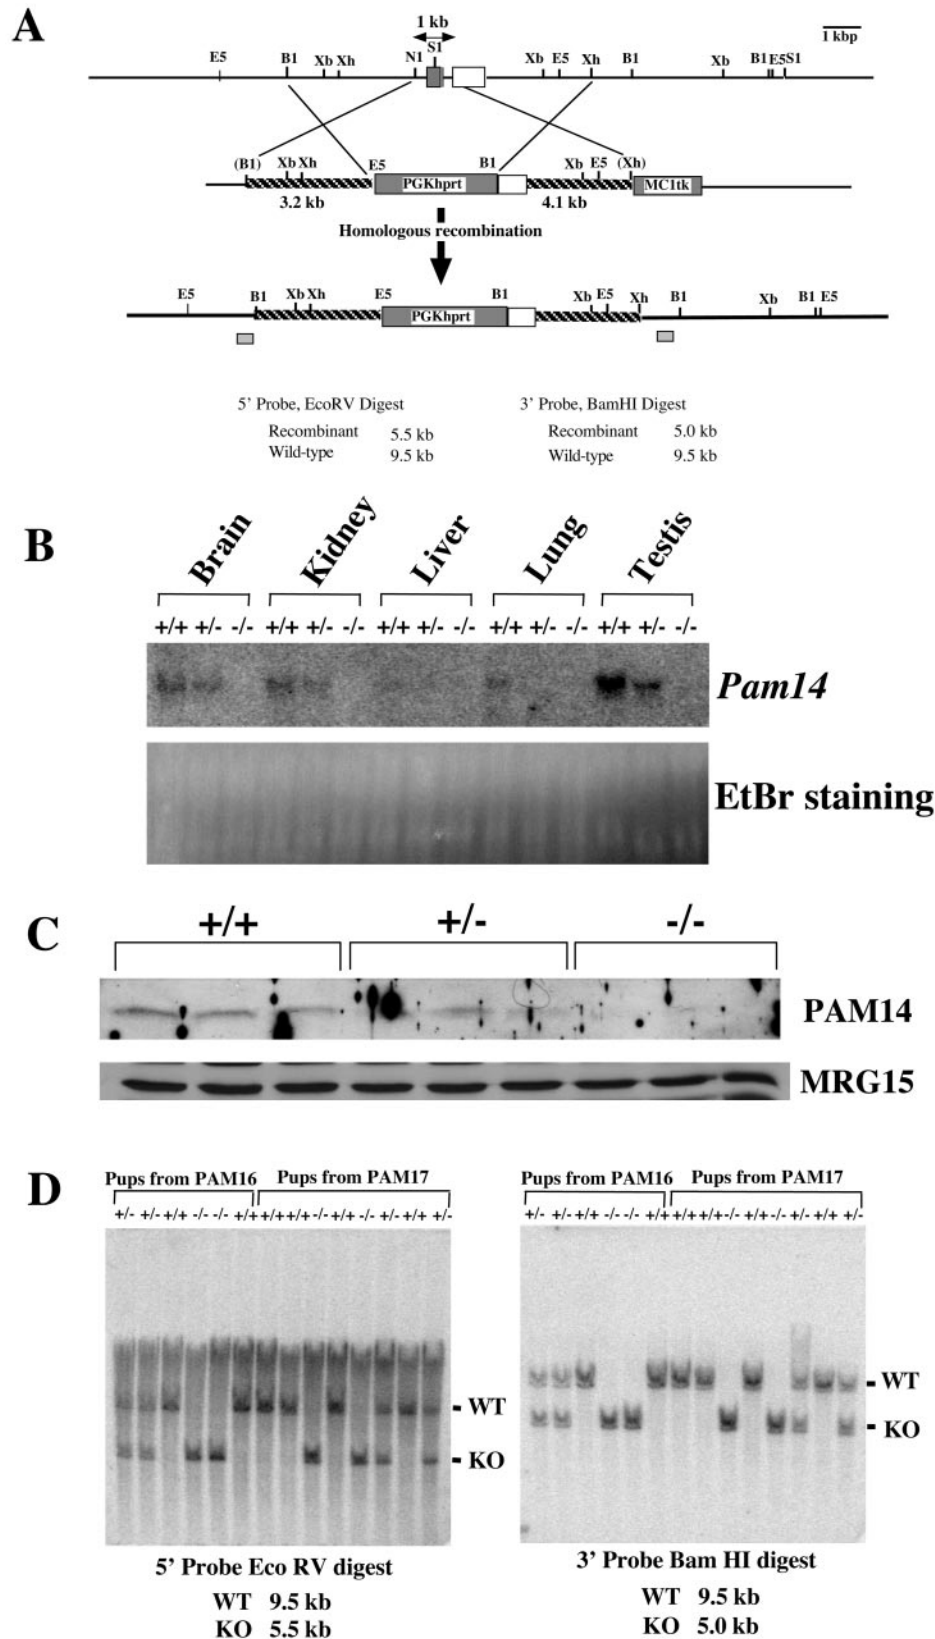 A
1 kb
1 kbp
E5 B1 Xb Xh N1 S1 Xb E5 Xh B1 Xb B1 E5 S1
(B1) Xb Xh E5 B1 Xb E5 (Xh)
PGKhprt MC1tk
3.2 kb 4.1 kb
Homologous recombination
E5 B1 Xb Xh E5 B1 Xb E5 Xh B1 Xb B1 E5
PGKhprt
5' Probe, EcoRV Digest 3' Probe, BamHI Digest
Recombinant 5.5 kb Recombinant 5.0 kb
Wild-type 9.5 kb Wild-type 9.5 kb
B
Brain Kidney Liver Lung Testis
+/+ +/- -/- +/+ +/- -/- +/+ +/- -/- +/+ +/- -/- +/+ +/- -/-
Pam14
EtBr staining
C
+/+ +/- -/-
PAM14
MRG15
D
Pups from PAM16 Pups from PAM17 Pups from PAM16 Pups from PAM17
+/- +/- +/+ -/- -/- +/+ +/+ +/+ -/- +/+ -/- +/- +/+ +/- +/- +/- +/+ -/- -/- +/+ +/+ +/+ -/- +/+ -/- +/- +/+ +/-
WT WT
KO KO
5' Probe Eco RV digest 3' Probe Bam HI digest
WT 9.5 kb WT 9.5 kb
KO 5.5 kb KO 5.0 kb